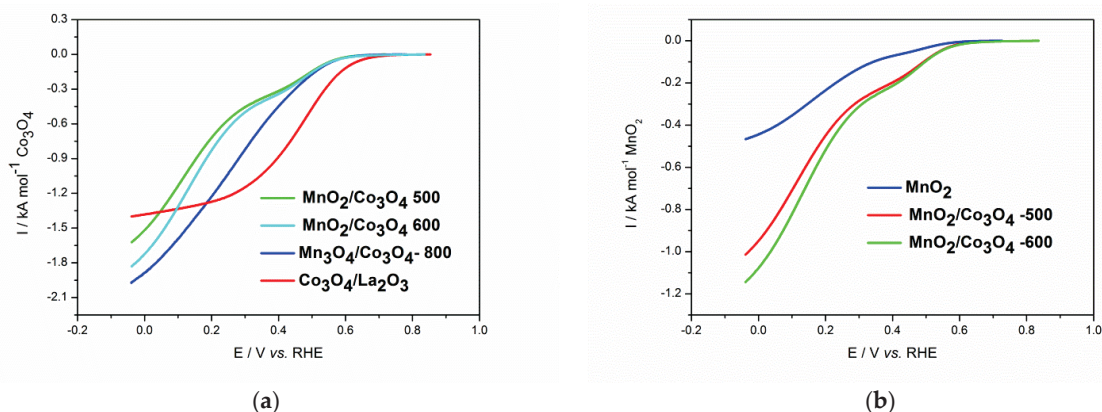 0.3
0.0
-0.3
-0.6
-0.9
-1.2
-1.5
-1.8
-2.1
I / kA mol⁻¹ Co₃O₄
MnO₂/Co₃O₄ 500
MnO₂/Co₃O₄ 600
Mn₃O₄/Co₃O₄- 800
Co₃O₄/La₂O₃
-0.2 0.0 0.2 0.4 0.6 0.8 1.0
E / V vs. RHE
(a)
0.0
-0.2
-0.4
-0.6
-0.8
-1.0
-1.2
I / kA mol⁻¹ MnO₂
MnO₂
MnO₂/Co₃O₄ -500
MnO₂/Co₃O₄ -600
-0.2 0.0 0.2 0.4 0.6 0.8 1.0
E / V vs. RHE
(b)